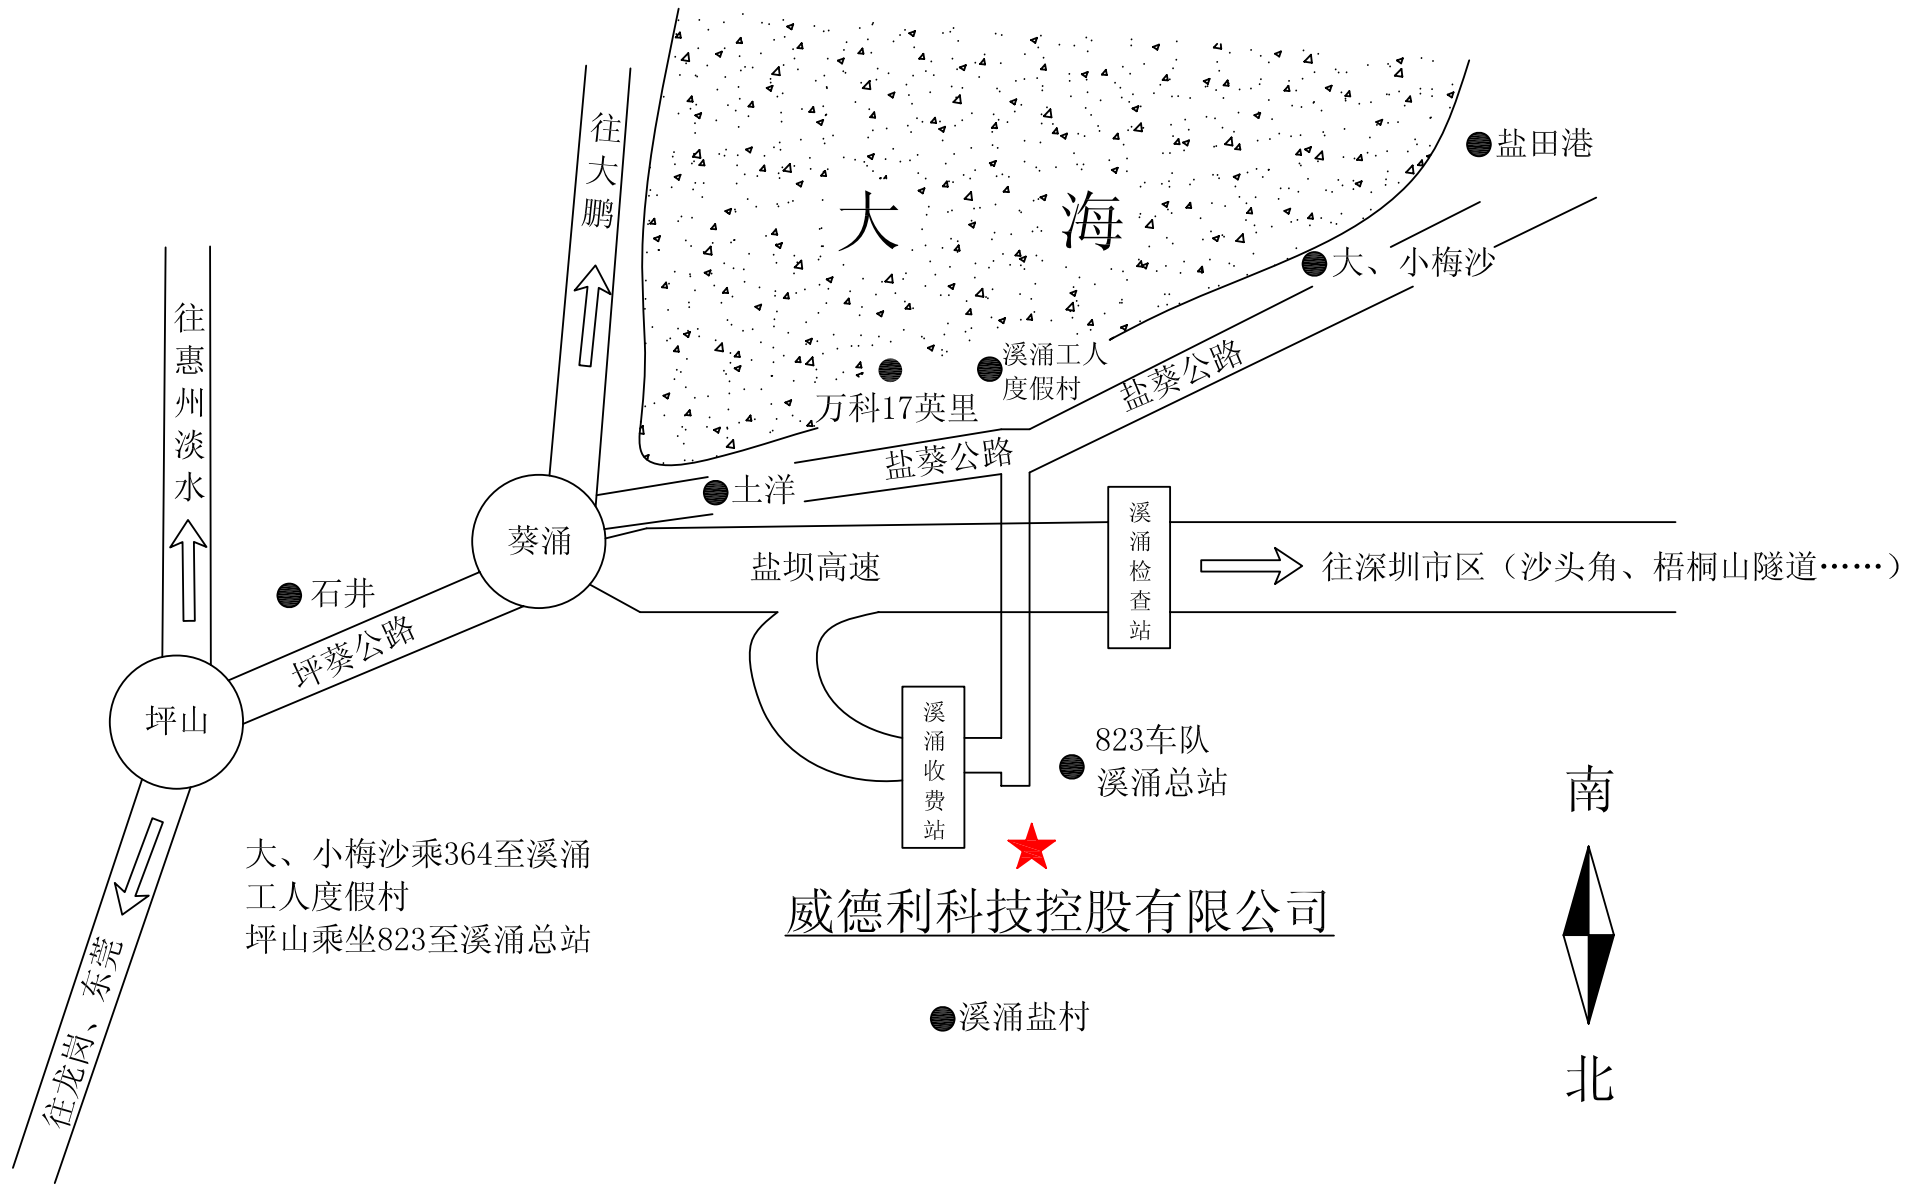 往大鹏
盐田港
大 海
大、小梅沙
往惠州淡水
溪涌工人
度假村
万科17英里
盐葵公路
盐葵公路
土洋
葵涌
盐坝高速
溪涌检查站
往深圳市区（沙头角、梧桐山隧道……）
石井
坪葵公路
坪山
溪涌收费站
823车队
溪涌总站
南
大、小梅沙乘364至溪涌
工人度假村
坪山乘坐823至溪涌总站
威德利科技控股有限公司
往龙岗、东莞
溪涌盐村
北